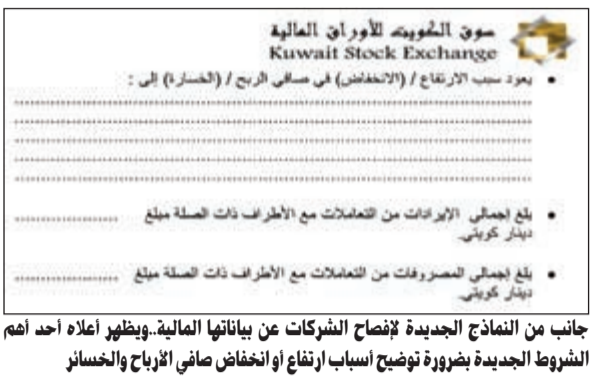 سوق الكويت للأوراق المالية
Kuwait Stock Exchange
• يعود سبب الارتفاع / (الانخفاض) في صافي الربح / (الخسارة) إلى :
................................................................
................................................................
................................................................
................................................................
................................................................
• بلغ إجمالي الإيرادات من التعاملات مع الأطراف ذات الصلة مبلغ ....................
دينار كويتي.
• بلغ إجمالي المصروفات من التعاملات مع الأطراف ذات الصلة مبلغ ....................
دينار كويتي.
جانب من النماذج الجديدة لإفصاح الشركات عن بياناتها المالية..ويظهر أعلاه أحد أهم
الشروط الجديدة بضرورة توضيح أسباب ارتفاع أو انخفاض صافي الأرباح والخسائر